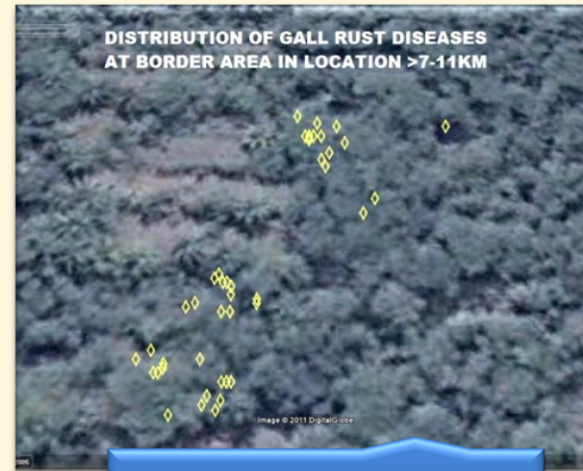 DISTRIBUTION OF GALL RUST DISEASES
AT BORDER AREA IN LOCATION >7-11KM
Image © 2011 DigitalGlobe